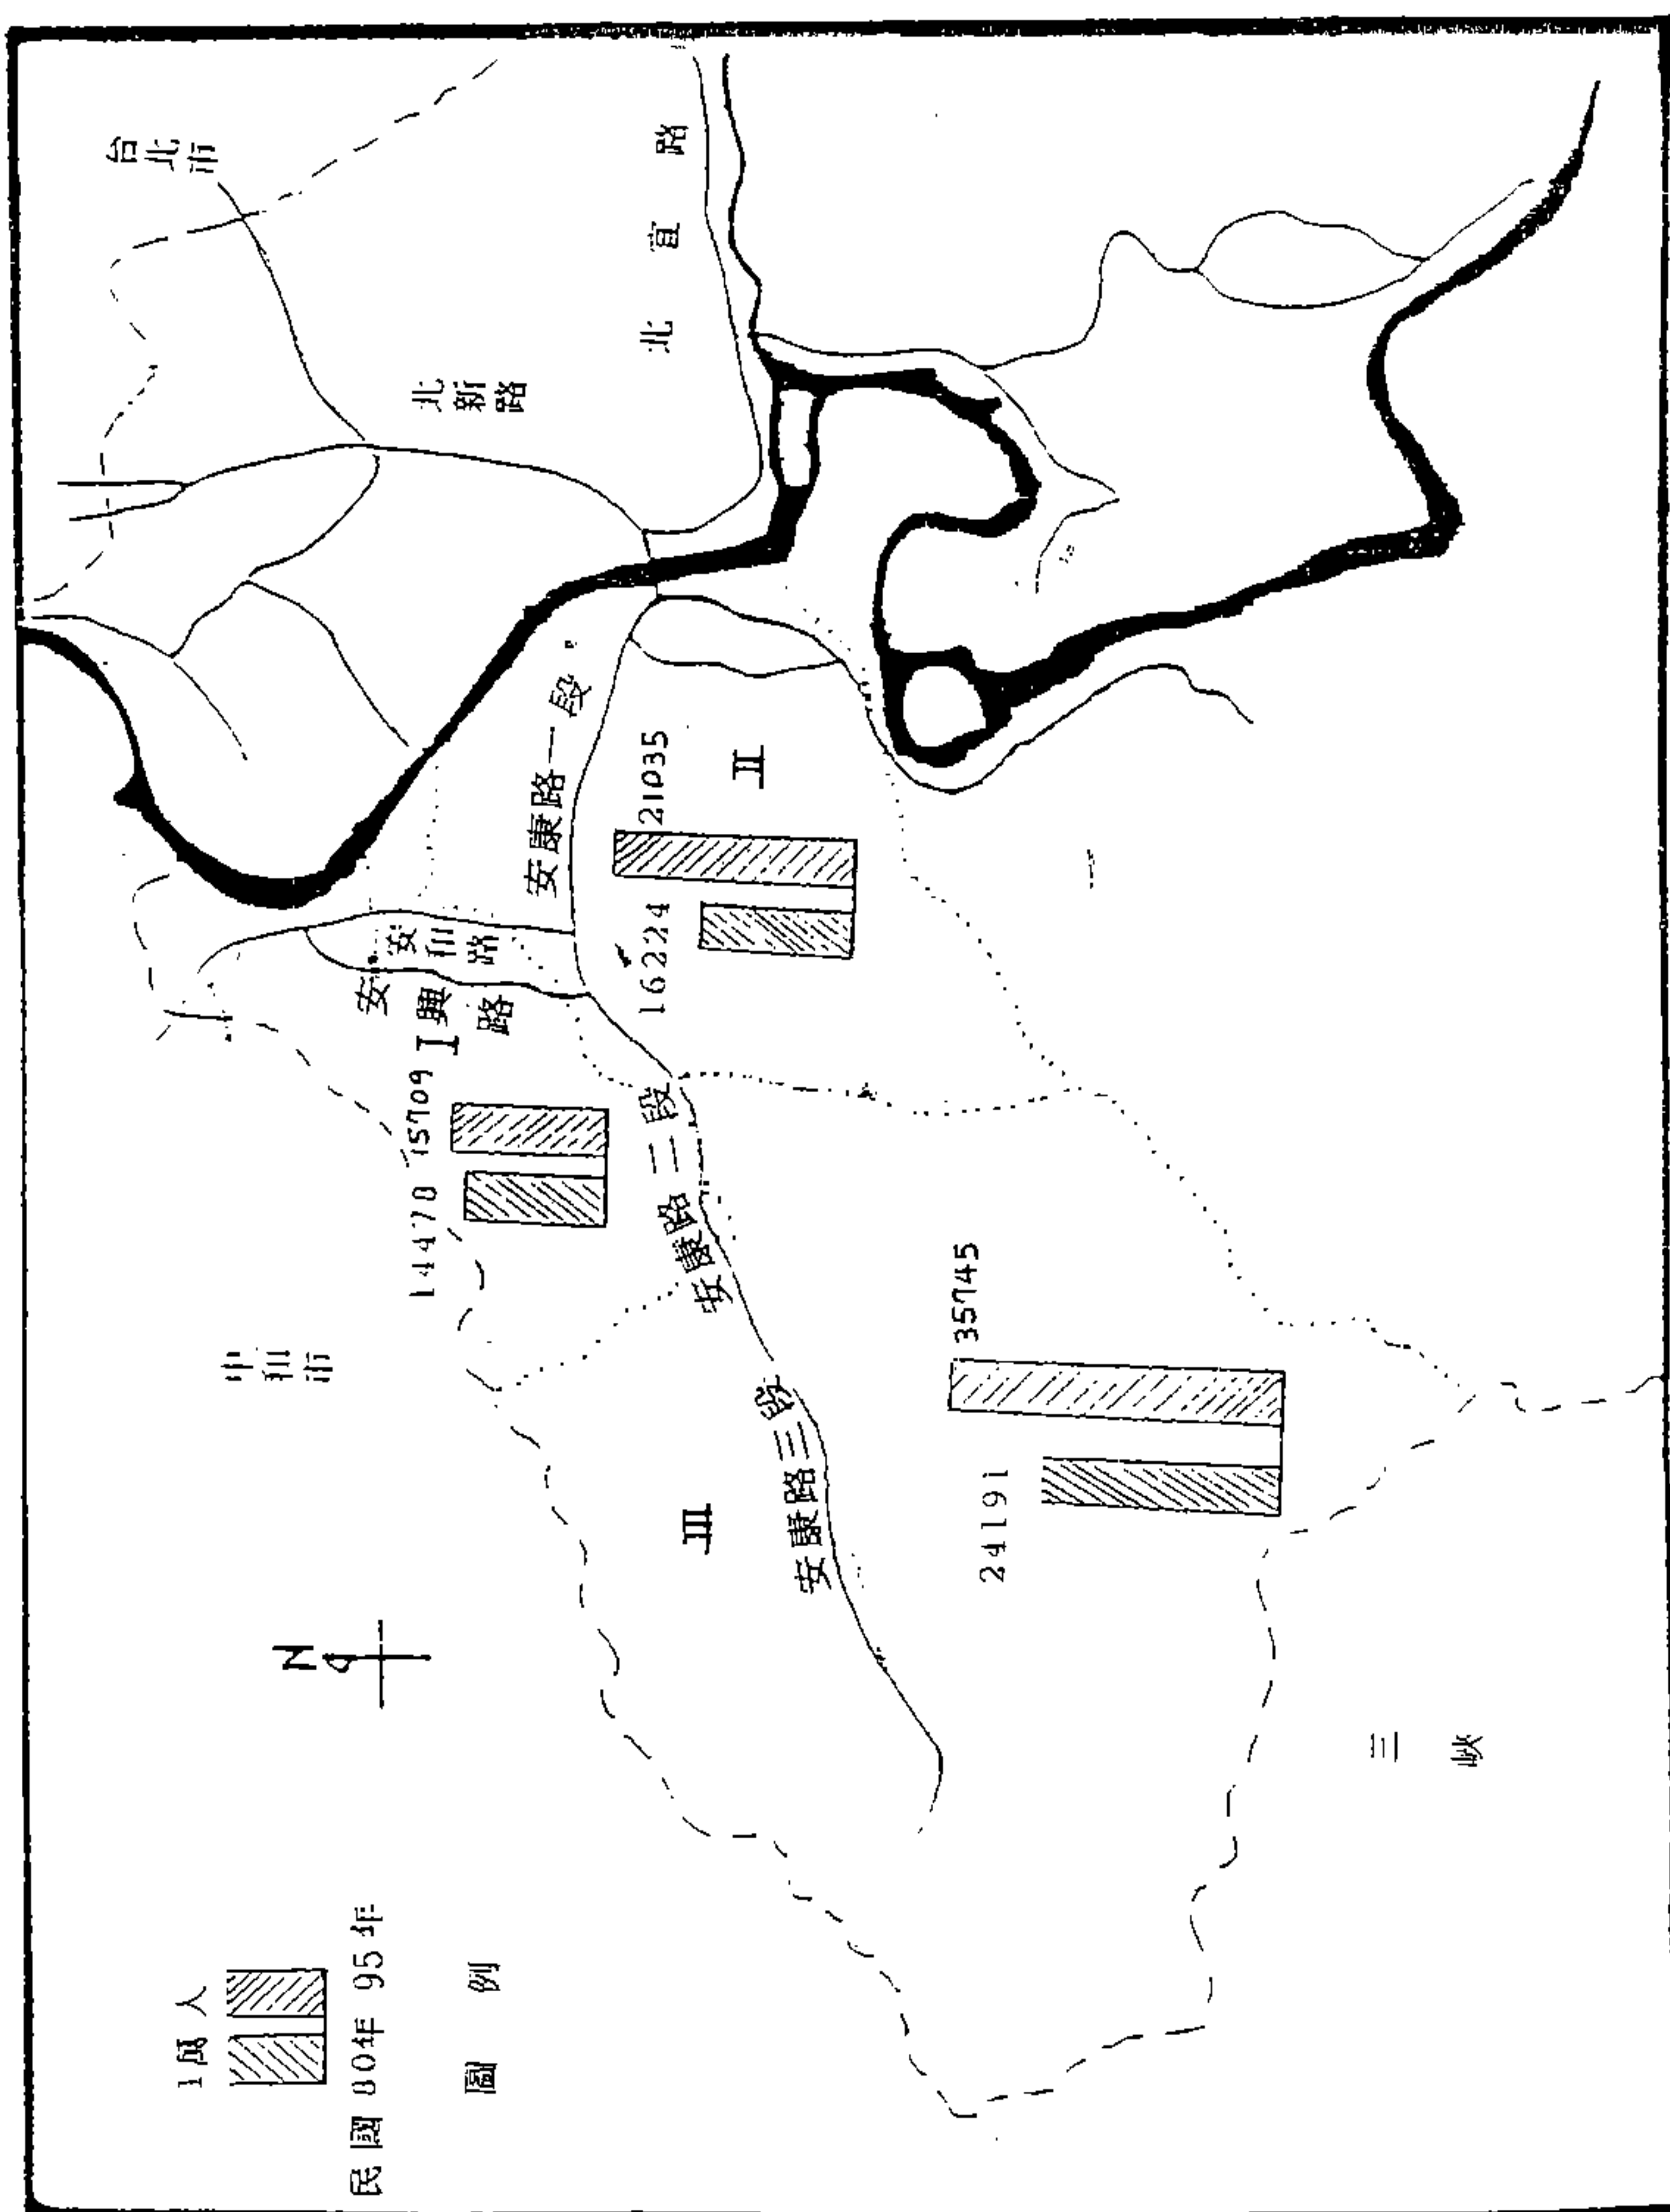 台北市
北宜路
北新路
安康路一段
安和路
安興路
I
14478 15709
II
16224 21035
安康路二段
中和市
安康路三段
III
24191 35745
N
三峽
1萬人
民國 80年 95年
圖例